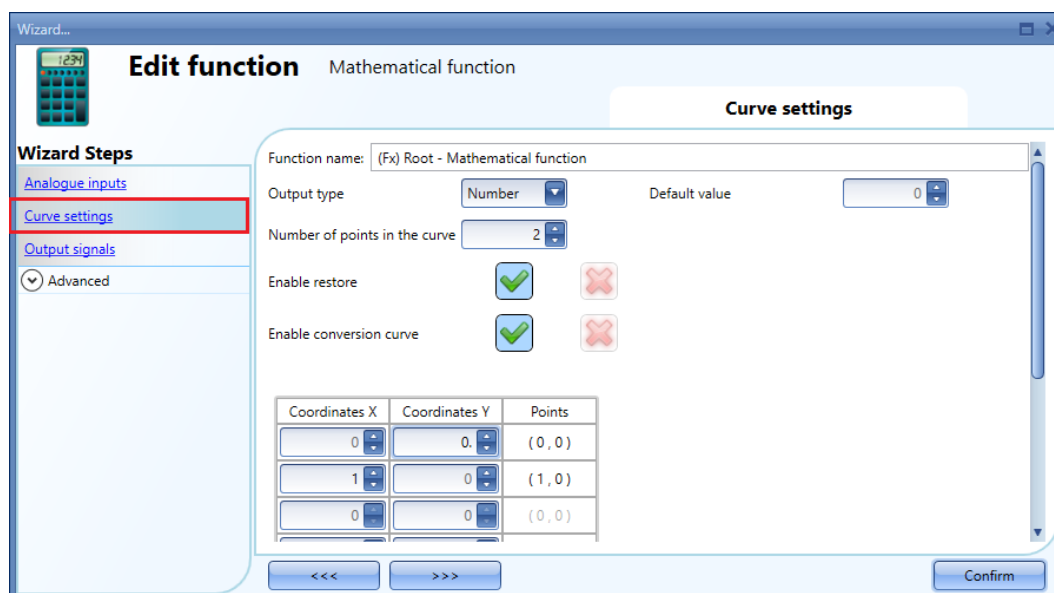 Wizard...
1234
Edit function Mathematical function
Curve settings
Wizard Steps
Analogue inputs
Curve settings
Output signals
Advanced
Function name: (Fx) Root - Mathematical function
Output type Number Default value 0
Number of points in the curve 2
Enable restore
Enable conversion curve
Coordinates X Coordinates Y Points
0 0. (0,0)
1 0 (1,0)
0 0 (0,0)
<<< >>> Confirm